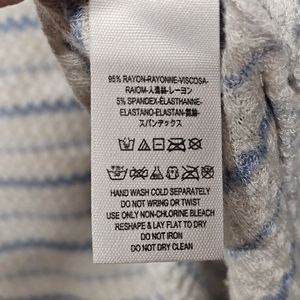 95% RAYON-RAYONNE-VISCOSA-
RAIOM-人造絲-レーヨン
5% SPANDEX-ÉLASTHANNE-
ELASTANO-ELASTAN-
スパンデックス
HAND WASH COLD SEPARATELY
DO NOT WRING OR TWIST
USE ONLY NON-CHLORINE BLEACH
RESHAPE & LAY FLAT TO DRY
DO NOT IRON
DO NOT DRY CLEAN